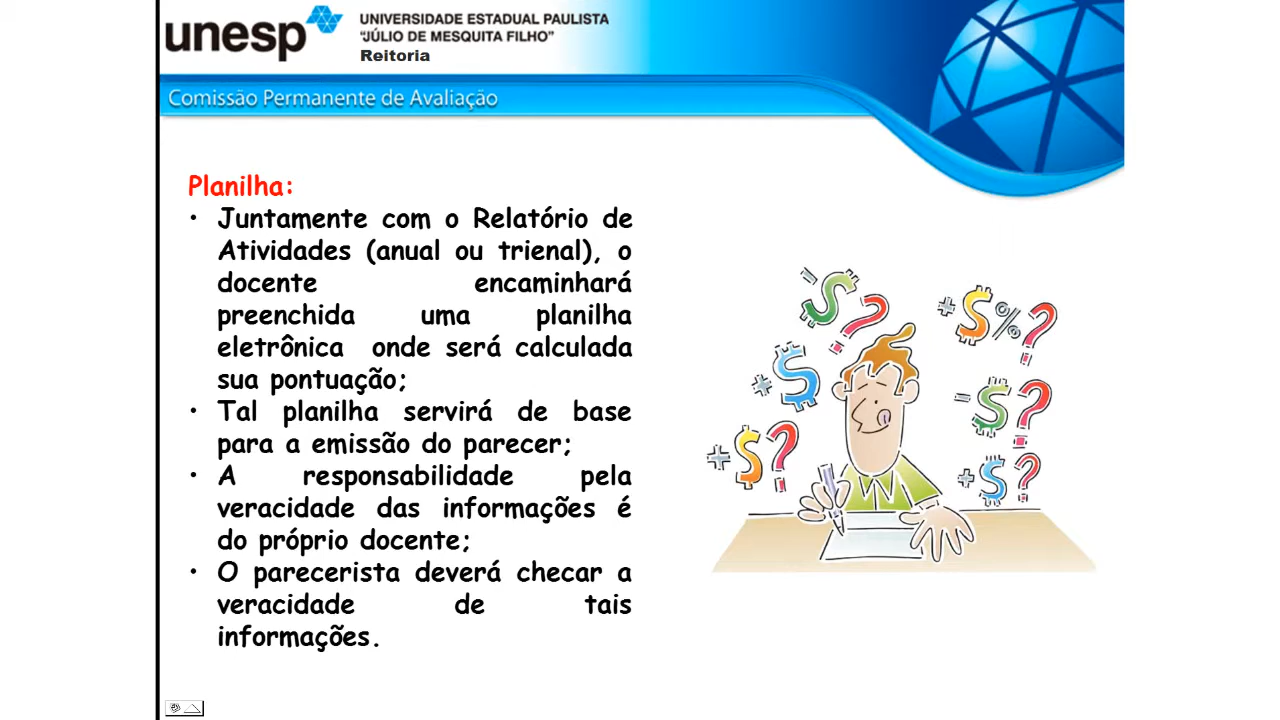 unesp
UNIVERSIDADE ESTADUAL PAULISTA
"JÚLIO DE MESQUITA FILHO"
Reitoria
Comissão Permanente de Avaliação
Planilha:
• Juntamente com o Relatório de
Atividades (anual ou trienal), o
docente encaminhará
preenchida uma planilha
eletrônica onde será calculada
sua pontuação;
• Tal planilha servirá de base
para a emissão do parecer;
• A responsabilidade pela
veracidade das informações é
do próprio docente;
• O parecerista deverá checar a
veracidade de tais
informações.
- $ ?
+ $ % ?
+ $
- $ ?
+ $ ?
+ $ ?